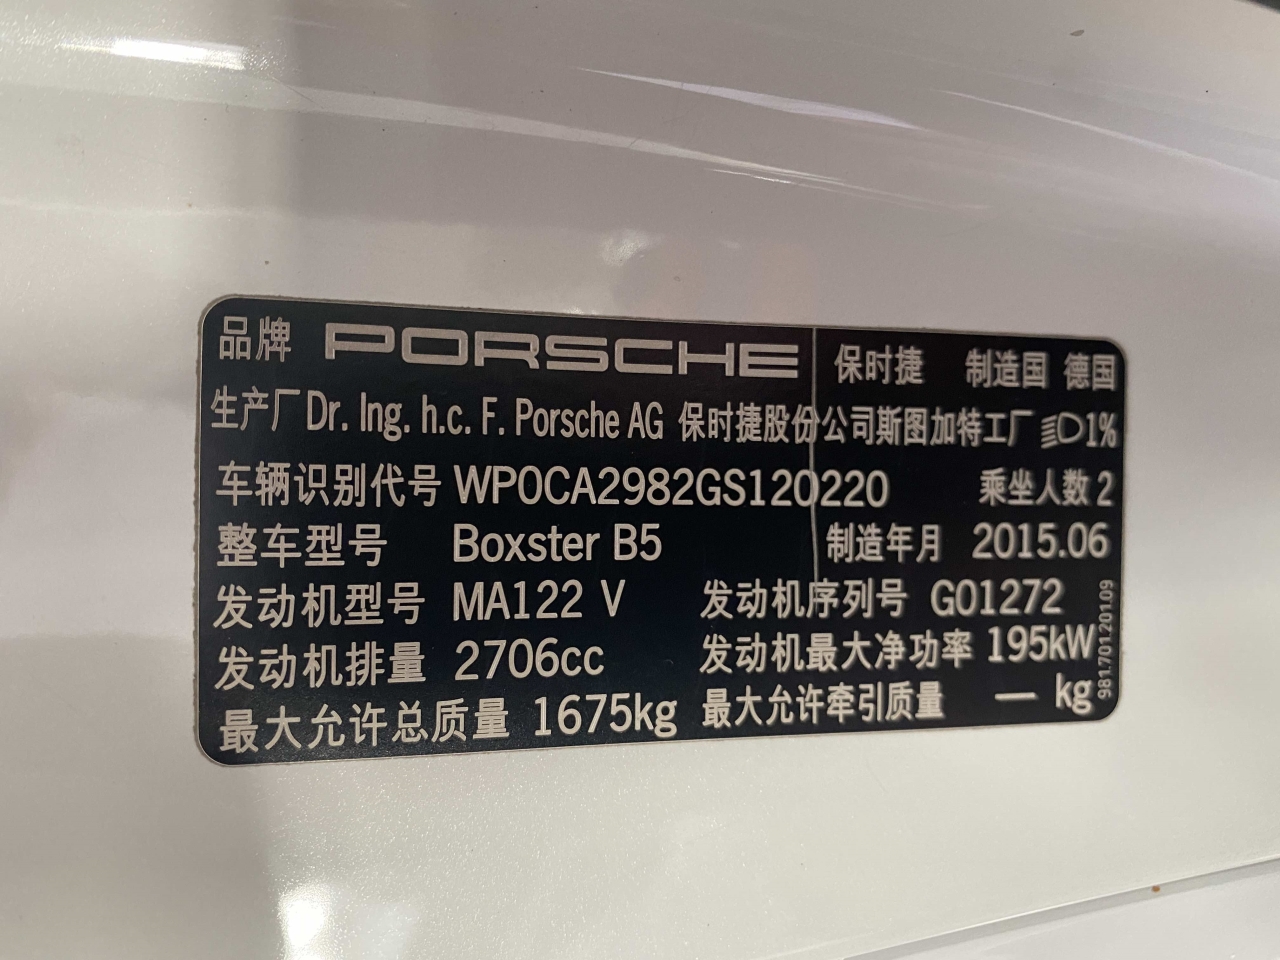 品牌 PORSCHE 保时捷 制造国 德国
生产厂 Dr. Ing. h.c. F. Porsche AG 保时捷股份公司斯图加特工厂 1%
车辆识别代号 WP0CA2982GS120220 乘坐人数 2
整车型号 Boxster B5 制造年月 2015.06
发动机型号 MA122 V 发动机序列号 G01272
发动机排量 2706cc 发动机最大净功率 195kW
最大允许总质量 1675kg 最大允许牵引质量 — kg
981.701.201.09